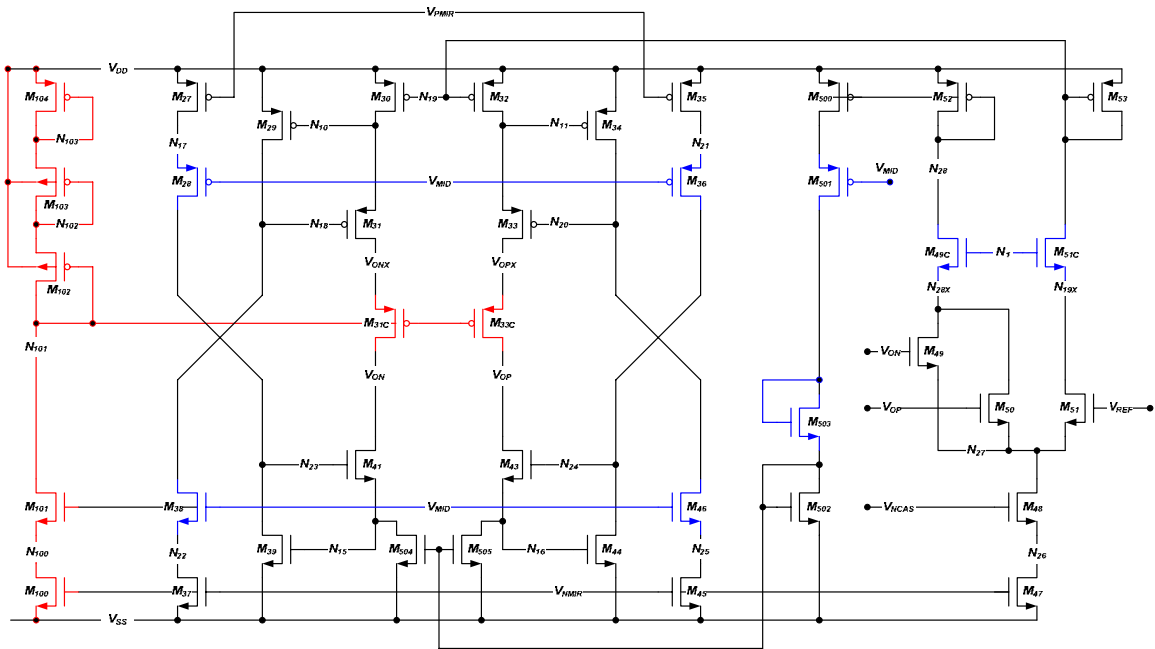 VPMIR
VDD
M104 M27 M30 N19 M32 M35 M500 M52 M53
M29 N10 N11 M34
N103 N17 N21
N28
M103 M28 VMID M36 M501 VMID
N102 N18 M31 M33 N20
M49C N1 M51C
VONX VOPX
M102 N28X N19X
M31C M33C
N101 VON M49
VON VOP
VOP M50 M51 VREF
M503
N23 M41 M43 N24 N27
M101 M38 VMID M46 M502 VNCAS M48
N100 N22 M39 N15 M504 M505 N16 M44 N25 N26
M100 M37 VNMIR M45 M47
VSS